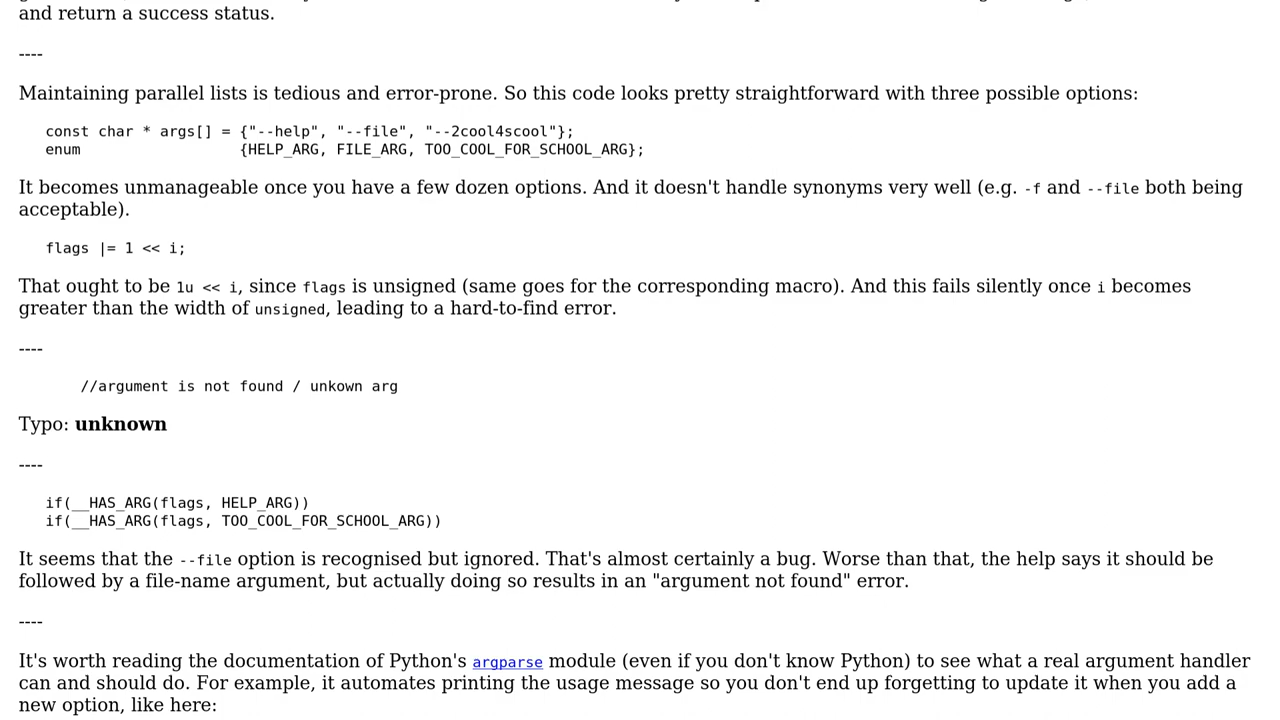 and return a success status.
----
Maintaining parallel lists is tedious and error-prone. So this code looks pretty straightforward with three possible options:
const char * args[] = {"--help", "--file", "--2cool4scool"};
enum                  {HELP_ARG, FILE_ARG, TOO_COOL_FOR_SCHOOL_ARG};
It becomes unmanageable once you have a few dozen options. And it doesn't handle synonyms very well (e.g. -f and --file both being
acceptable).
flags |= 1 << i;
That ought to be 1u << i, since flags is unsigned (same goes for the corresponding macro). And this fails silently once i becomes
greater than the width of unsigned, leading to a hard-to-find error.
----
//argument is not found / unkown arg
Typo: unknown
----
if(__HAS_ARG(flags, HELP_ARG))
if(__HAS_ARG(flags, TOO_COOL_FOR_SCHOOL_ARG))
It seems that the --file option is recognised but ignored. That's almost certainly a bug. Worse than that, the help says it should be
followed by a file-name argument, but actually doing so results in an "argument not found" error.
----
It's worth reading the documentation of Python's argparse module (even if you don't know Python) to see what a real argument handler
can and should do. For example, it automates printing the usage message so you don't end up forgetting to update it when you add a
new option, like here: